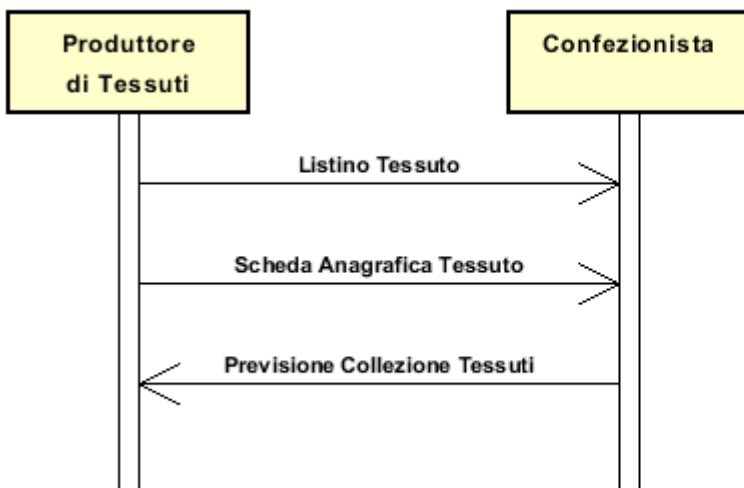 Produttore
di Tessuti
Confezionista
Listino Tessuto
Scheda Anagrafica Tessuto
Previsione Collezione Tessuti